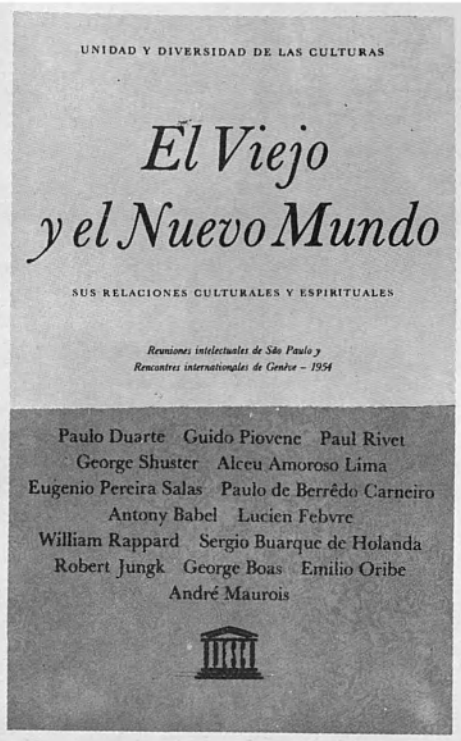 UNIDAD Y DIVERSIDAD DE LAS CULTURAS
El Viejo
y el Nuevo Mundo
SUS RELACIONES CULTURALES Y ESPIRITUALES
Reuniones intelectuales de São Paulo y
Rencontres internationales de Genève – 1954
Paulo Duarte Guido Piovene Paul Rivet
George Shuster Alceu Amoroso Lima
Eugenio Pereira Salas Paulo de Berrêdo Carneiro
Antony Babel Lucien Febvre
William Rappard Sergio Buarque de Holanda
Robert Jungk George Boas Emilio Oribe
André Maurois